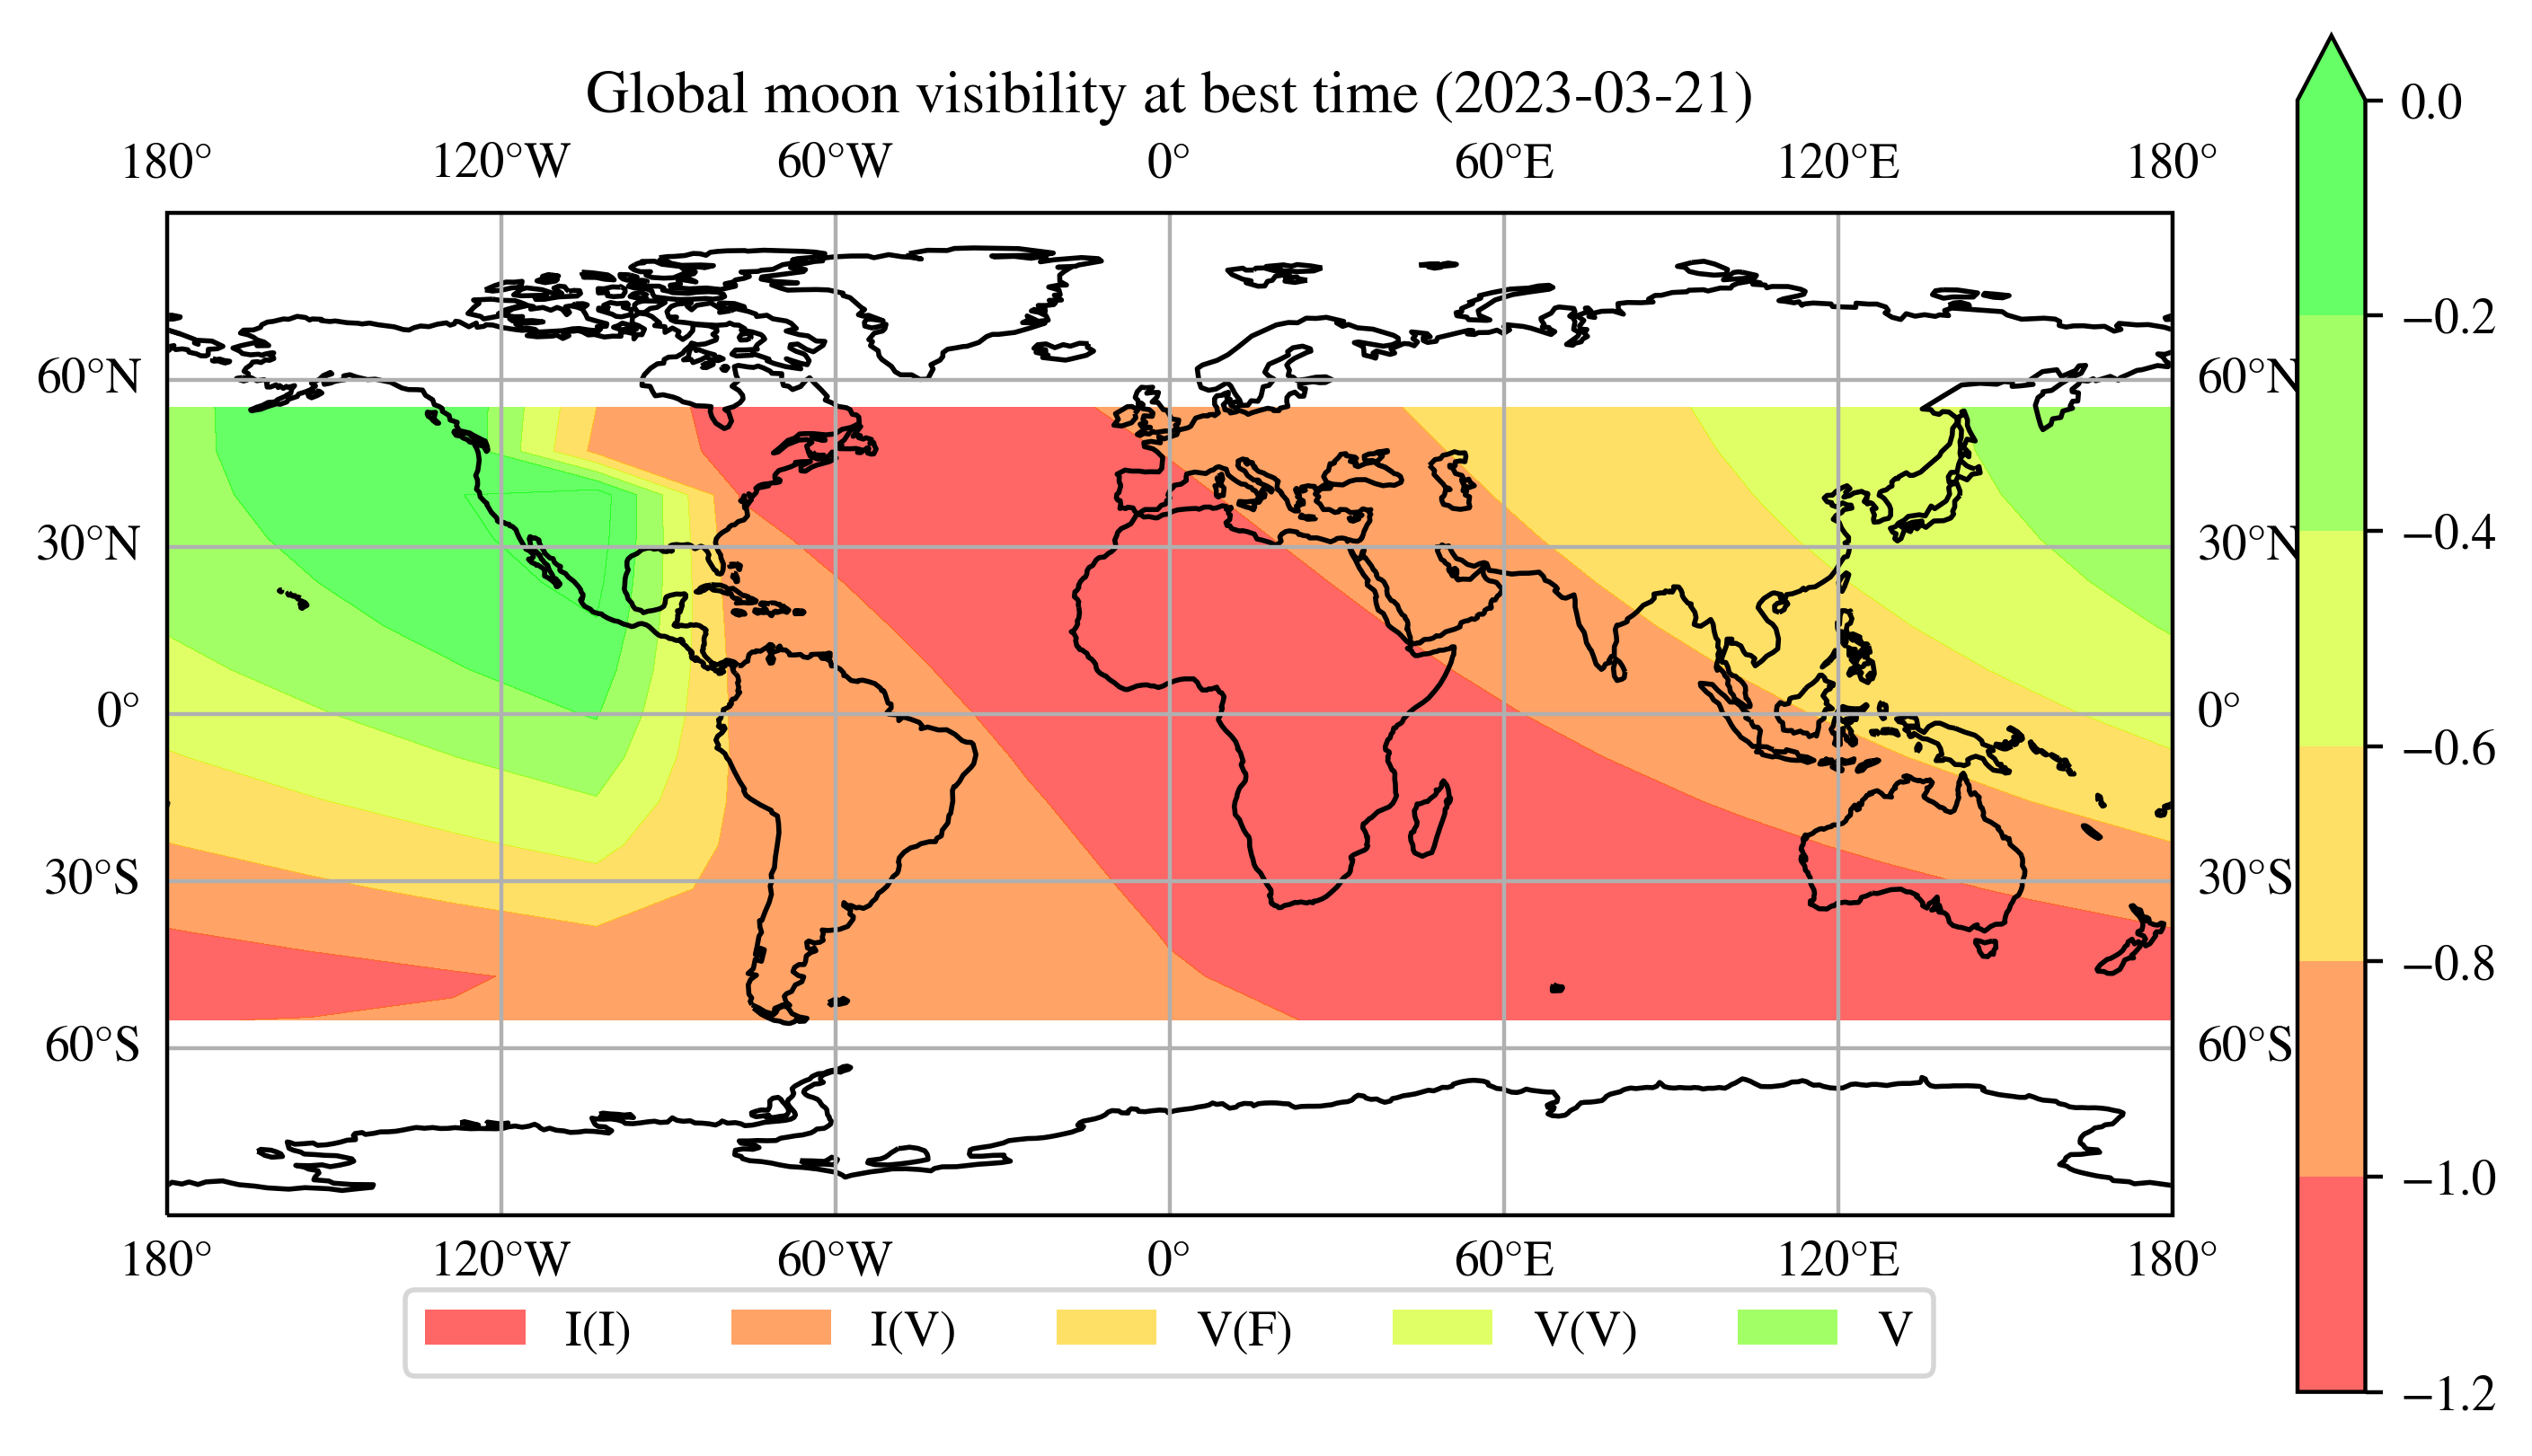 Global moon visibility at best time (2023-03-21)
180° 120°W 60°W 0° 60°E 120°E 180°
60°N 60°N
30°N 30°N
0° 0°
30°S 30°S
60°S 60°S
180° 120°W 60°W 0° 60°E 120°E 180°
I(I) I(V) V(F) V(V) V
0.0
−0.2
−0.4
−0.6
−0.8
−1.0
−1.2